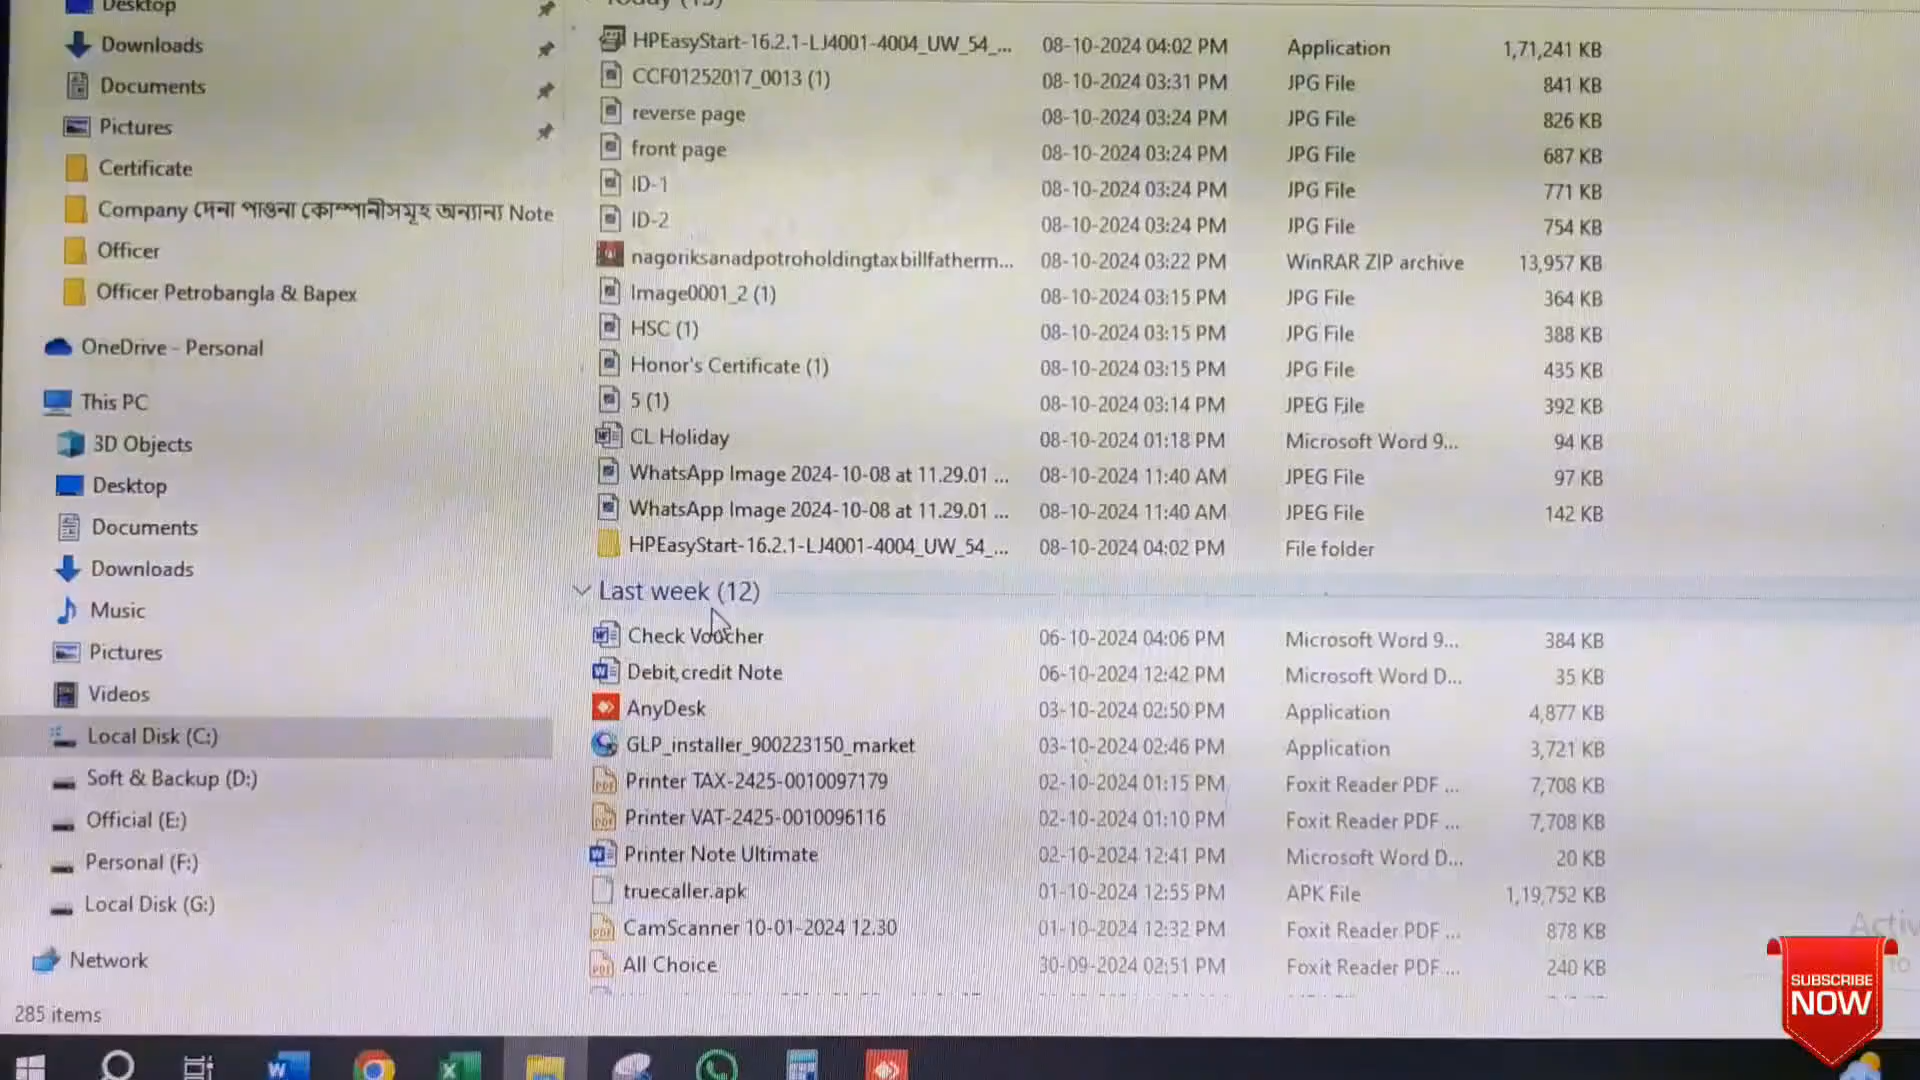 Desktop
Downloads
Documents
Pictures
Certificate
Company দেনা পাওনা কোম্পানীসমূহ অন্যান্য Note
Officer
Officer Petrobangla & Bapex
OneDrive - Personal
This PC
3D Objects
Desktop
Documents
Downloads
Music
Pictures
Videos
Local Disk (C:)
Soft & Backup (D:)
Official (E:)
Personal (F:)
Local Disk (G:)
Network
285 items
HPEasyStart-16.2.1-LJ4001-4004_UW_54_... 08-10-2024 04:02 PM Application 1,71,241 KB
CCF01252017_0013 (1) 08-10-2024 03:31 PM JPG File 841 KB
reverse page 08-10-2024 03:24 PM JPG File 826 KB
front page 08-10-2024 03:24 PM JPG File 687 KB
ID-1 08-10-2024 03:24 PM JPG File 771 KB
ID-2 08-10-2024 03:24 PM JPG File 754 KB
nagoriksanadpotroholdingtaxbillfatherm... 08-10-2024 03:22 PM WinRAR ZIP archive 13,957 KB
Image0001_2 (1) 08-10-2024 03:15 PM JPG File 364 KB
HSC (1) 08-10-2024 03:15 PM JPG File 388 KB
Honor's Certificate (1) 08-10-2024 03:15 PM JPG File 435 KB
5 (1) 08-10-2024 03:14 PM JPEG File 392 KB
CL Holiday 08-10-2024 01:18 PM Microsoft Word 9... 94 KB
WhatsApp Image 2024-10-08 at 11.29.01 ... 08-10-2024 11:40 AM JPEG File 97 KB
WhatsApp Image 2024-10-08 at 11.29.01 ... 08-10-2024 11:40 AM JPEG File 142 KB
HPEasyStart-16.2.1-LJ4001-4004_UW_54_... 08-10-2024 04:02 PM File folder
Last week (12)
Check Voucher 06-10-2024 04:06 PM Microsoft Word 9... 384 KB
Debit,credit Note 06-10-2024 12:42 PM Microsoft Word D... 35 KB
AnyDesk 03-10-2024 02:50 PM Application 4,877 KB
GLP_installer_900223150_market 03-10-2024 02:46 PM Application 3,721 KB
Printer TAX-2425-0010097179 02-10-2024 01:15 PM Foxit Reader PDF ... 7,708 KB
Printer VAT-2425-0010096116 02-10-2024 01:10 PM Foxit Reader PDF ... 7,708 KB
Printer Note Ultimate 02-10-2024 12:41 PM Microsoft Word D... 20 KB
truecaller.apk 01-10-2024 12:55 PM APK File 1,19,752 KB
CamScanner 10-01-2024 12.30 01-10-2024 12:32 PM Foxit Reader PDF ... 878 KB
All Choice 30-09-2024 02:51 PM Foxit Reader PDF ... 240 KB
SUBSCRIBE
NOW